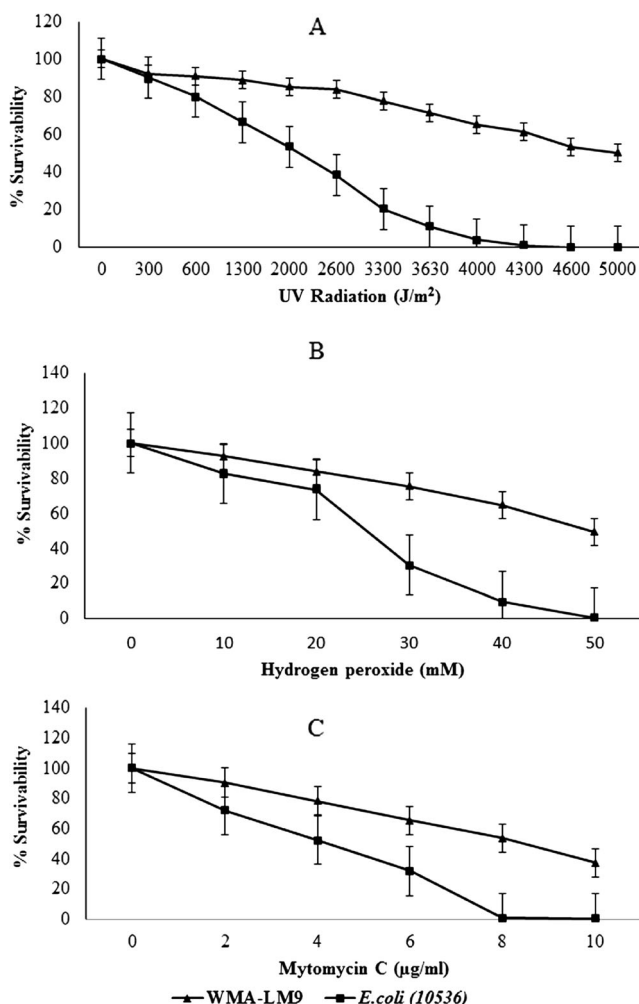 A
% Survivability
120
100
80
60
40
20
0
0 300 600 1300 2000 2600 3300 3630 4000 4300 4600 5000
UV Radiation (J/m²)
B
% Survivability
140
120
100
80
60
40
20
0
0 10 20 30 40 50
Hydrogen peroxide (mM)
C
% Survivability
140
120
100
80
60
40
20
0
0 2 4 6 8 10
Mytomycin C (µg/ml)
WMA-LM9 E.coli (10536)